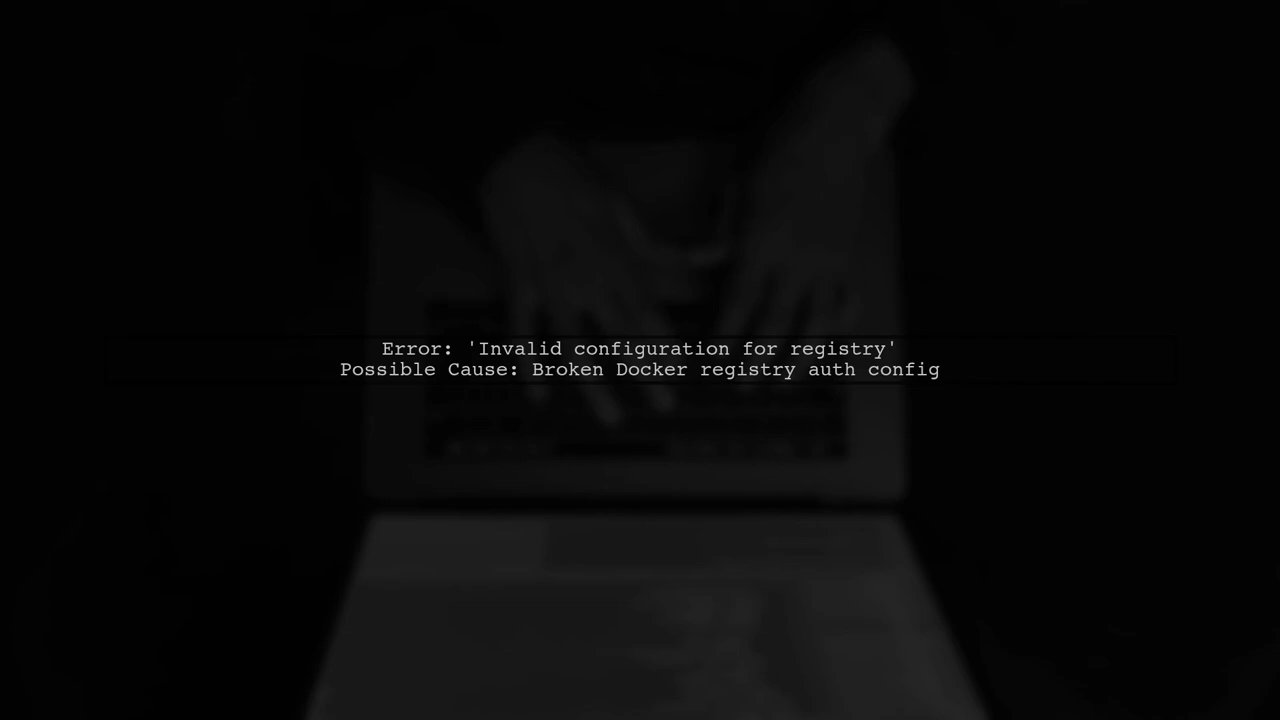 Error: 'Invalid configuration for registry'
Possible Cause: Broken Docker registry auth config